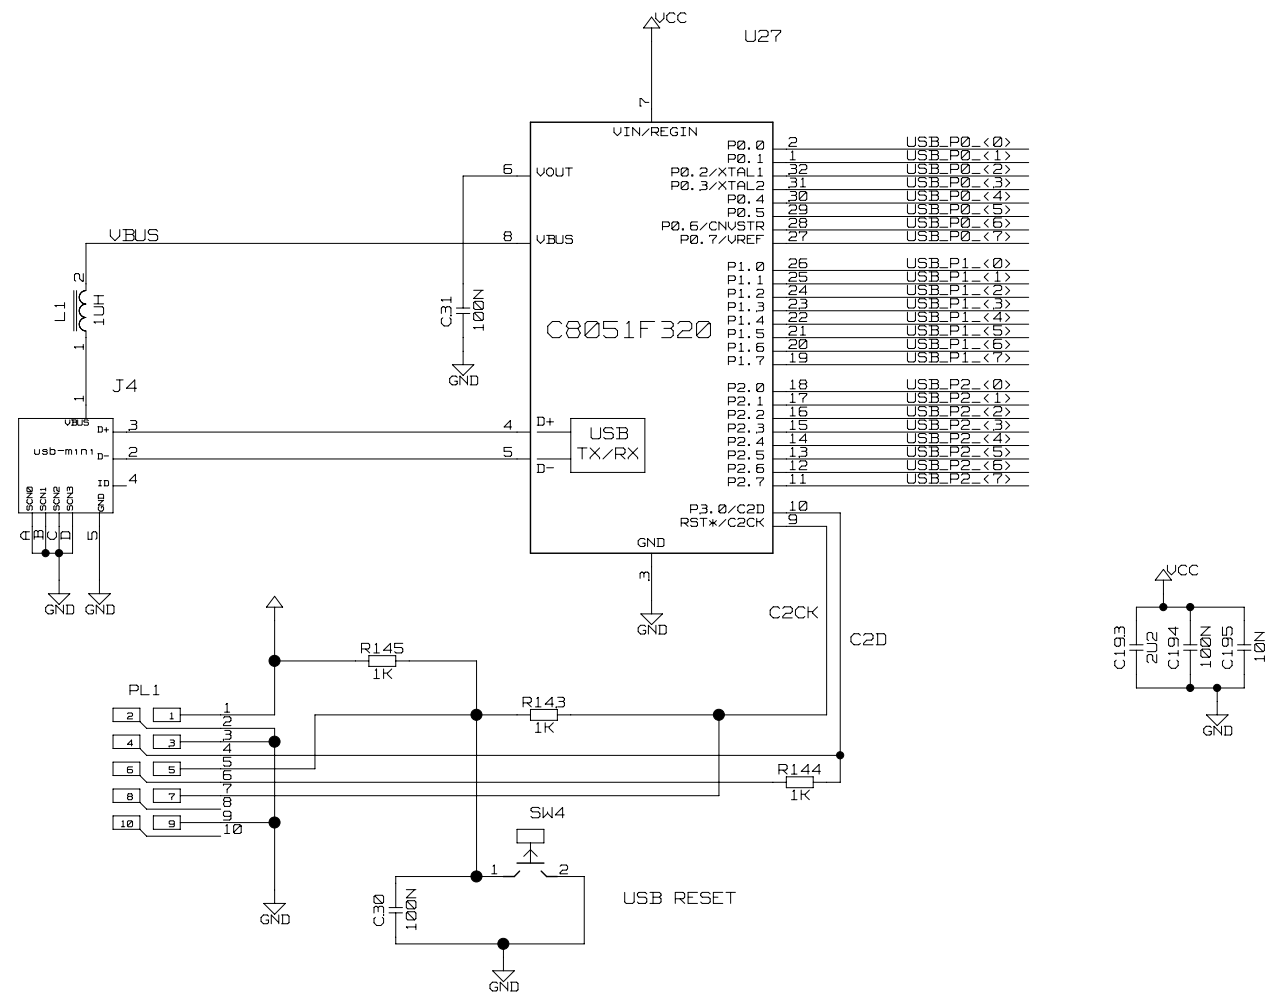 VCC
U27
7
VIN/REGIN
P0.0 2 USB_P0_<0>
P0.1 1 USB_P0_<1>
6 VOUT P0.2/XTAL1 32 USB_P0_<2>
P0.3/XTAL2 31 USB_P0_<3>
P0.4 30 USB_P0_<4>
P0.5 29 USB_P0_<5>
P0.6/CNVSTR 28 USB_P0_<6>
VBUS 8 VBUS P0.7/VREF 27 USB_P0_<7>
P1.0 26 USB_P1_<0>
P1.1 25 USB_P1_<1>
P1.2 24 USB_P1_<2>
P1.3 23 USB_P1_<3>
P1.4 22 USB_P1_<4>
P1.5 21 USB_P1_<5>
P1.6 20 USB_P1_<6>
P1.7 19 USB_P1_<7>
2
L1
1UH
1
C31
100N
GND
C8051F320
P2.0 18 USB_P2_<0>
P2.1 17 USB_P2_<1>
P2.2 16 USB_P2_<2>
P2.3 15 USB_P2_<3>
P2.4 14 USB_P2_<4>
P2.5 13 USB_P2_<5>
P2.6 12 USB_P2_<6>
P2.7 11 USB_P2_<7>
P3.0/C2D 10
RST*/C2CK 9
J4
1
VBUS
D+ 3
usb-mini D- 2
ID 4
SCN0 SCN1 SCN2 SCN3 GND
A B C D 5
GND GND
4 D+
5 D-
USB
TX/RX
GND
3
GND
C2CK
C2D
VCC
C193
2U2
C194
100N
C195
10N
GND
R145
1K
PL1
2 1 1
2
R143
1K
4 3 3
4
6 5 5
6
R144
1K
8 7 7
8
10 9 9
10
GND
SW4
1 2
C30
100N
USB RESET
GND